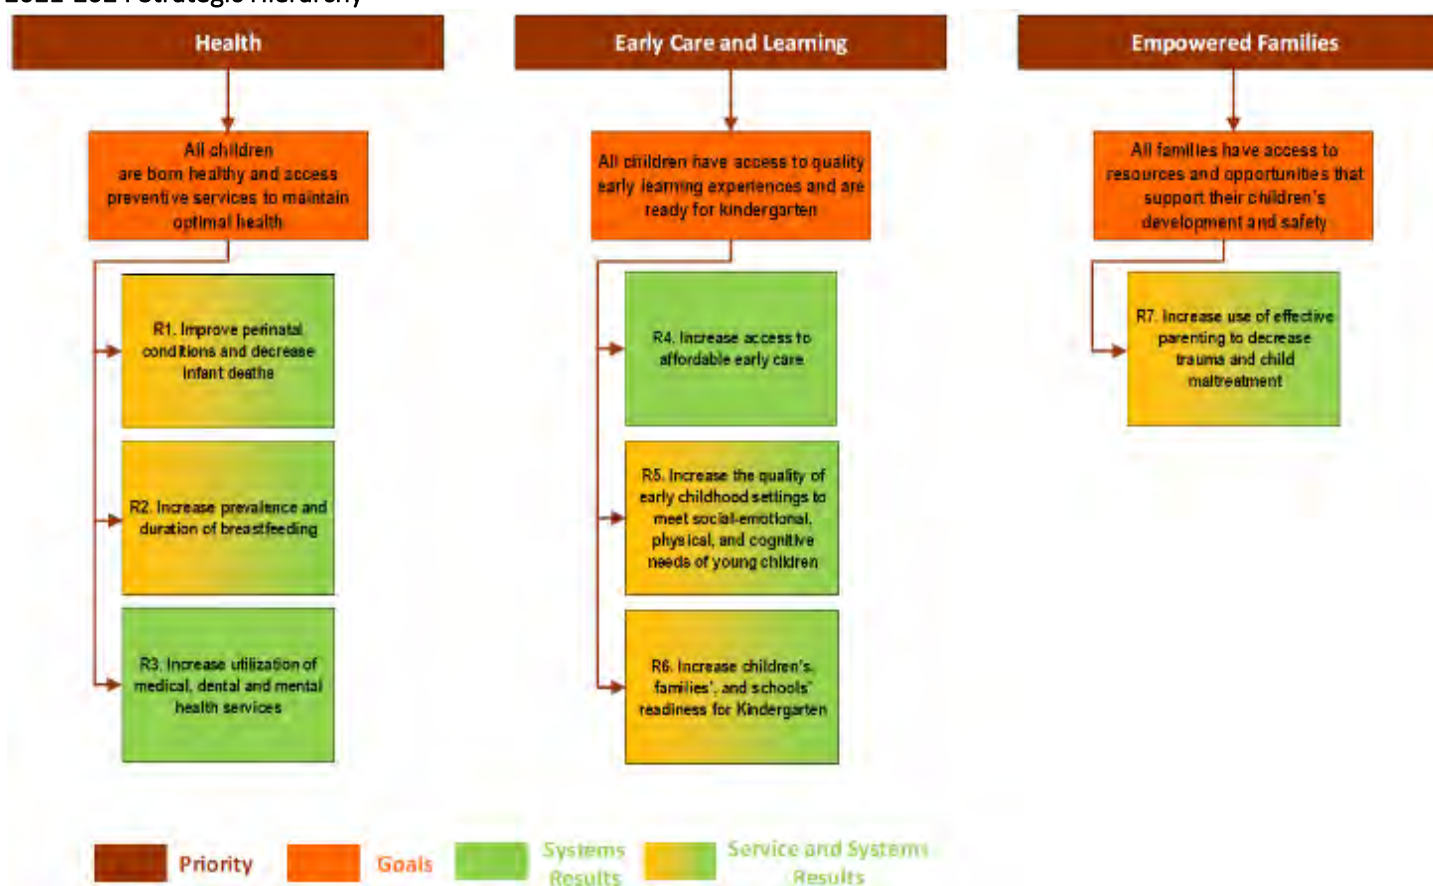 Strategic Hierarchy
Health
All children
are born healthy and access
preventive services to maintain
optimal health
R1. Improve perinatal
conditions and decrease
infant deaths
R2. Increase prevalence and
duration of breastfeeding
R3. Increase utilization of
medical, dental and mental
health services
Early Care and Learning
All children have access to quality
early learning experiences and are
ready for kindergarten
R4. Increase access to
affordable early care
R5. Increase the quality of
early childhood settings to
meet social-emotional,
physical, and cognitive
needs of young children
R6. Increase children's,
families', and schools'
readiness for Kindergarten
Empowered Families
All families have access to
resources and opportunities that
support their children's
development and safety
R7. Increase use of effective
parenting to decrease
trauma and child
maltreatment
Priority
Goals
Systems
Results
Service and Systems
Results